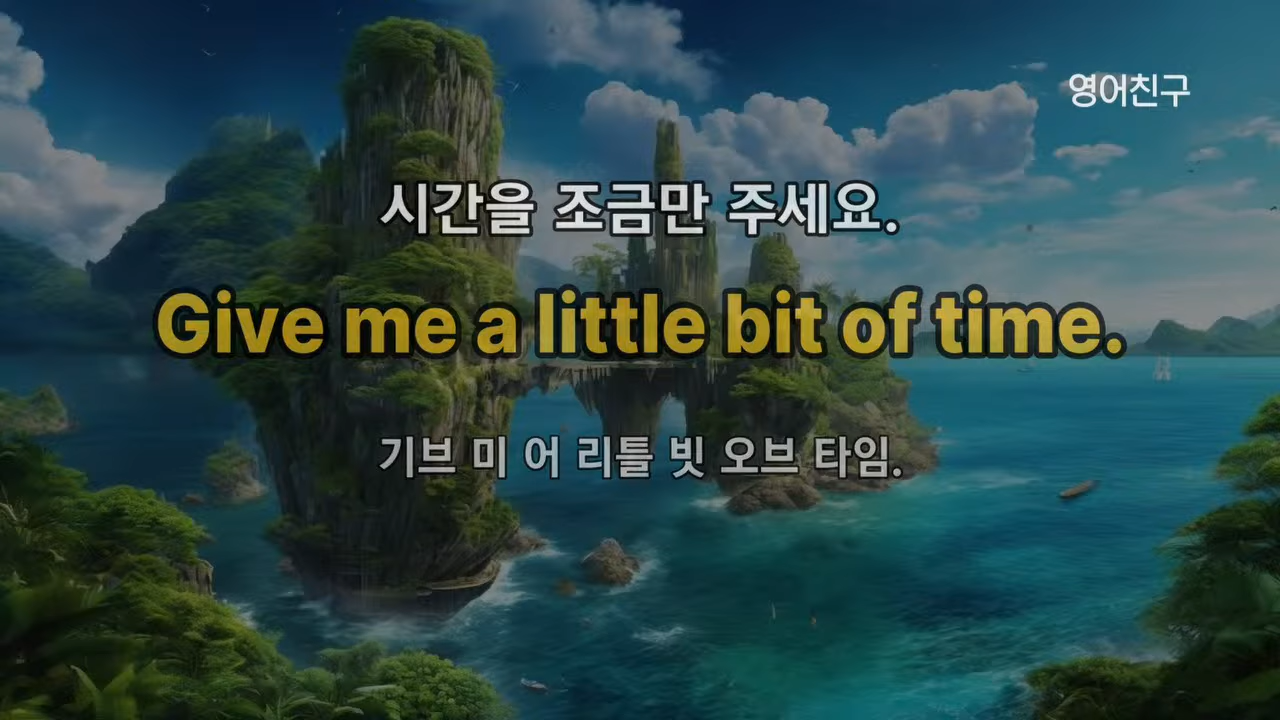 영어친구
시간을 조금만 주세요.
Give me a little bit of time.
기브 미 어 리틀 빗 오브 타임.